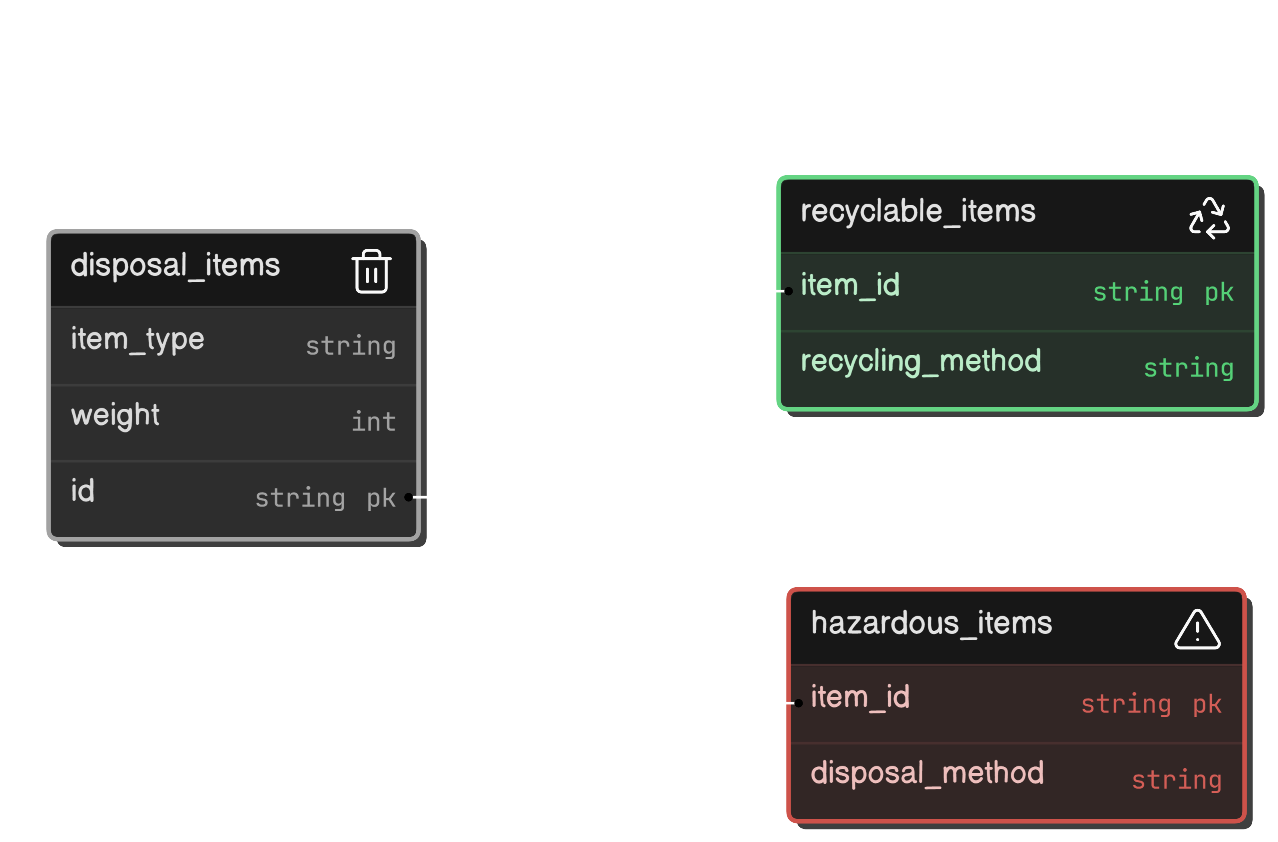 disposal_items
item_type string
weight int
id string pk
recyclable_items
item_id string pk
recycling_method string
hazardous_items
item_id string pk
disposal_method string